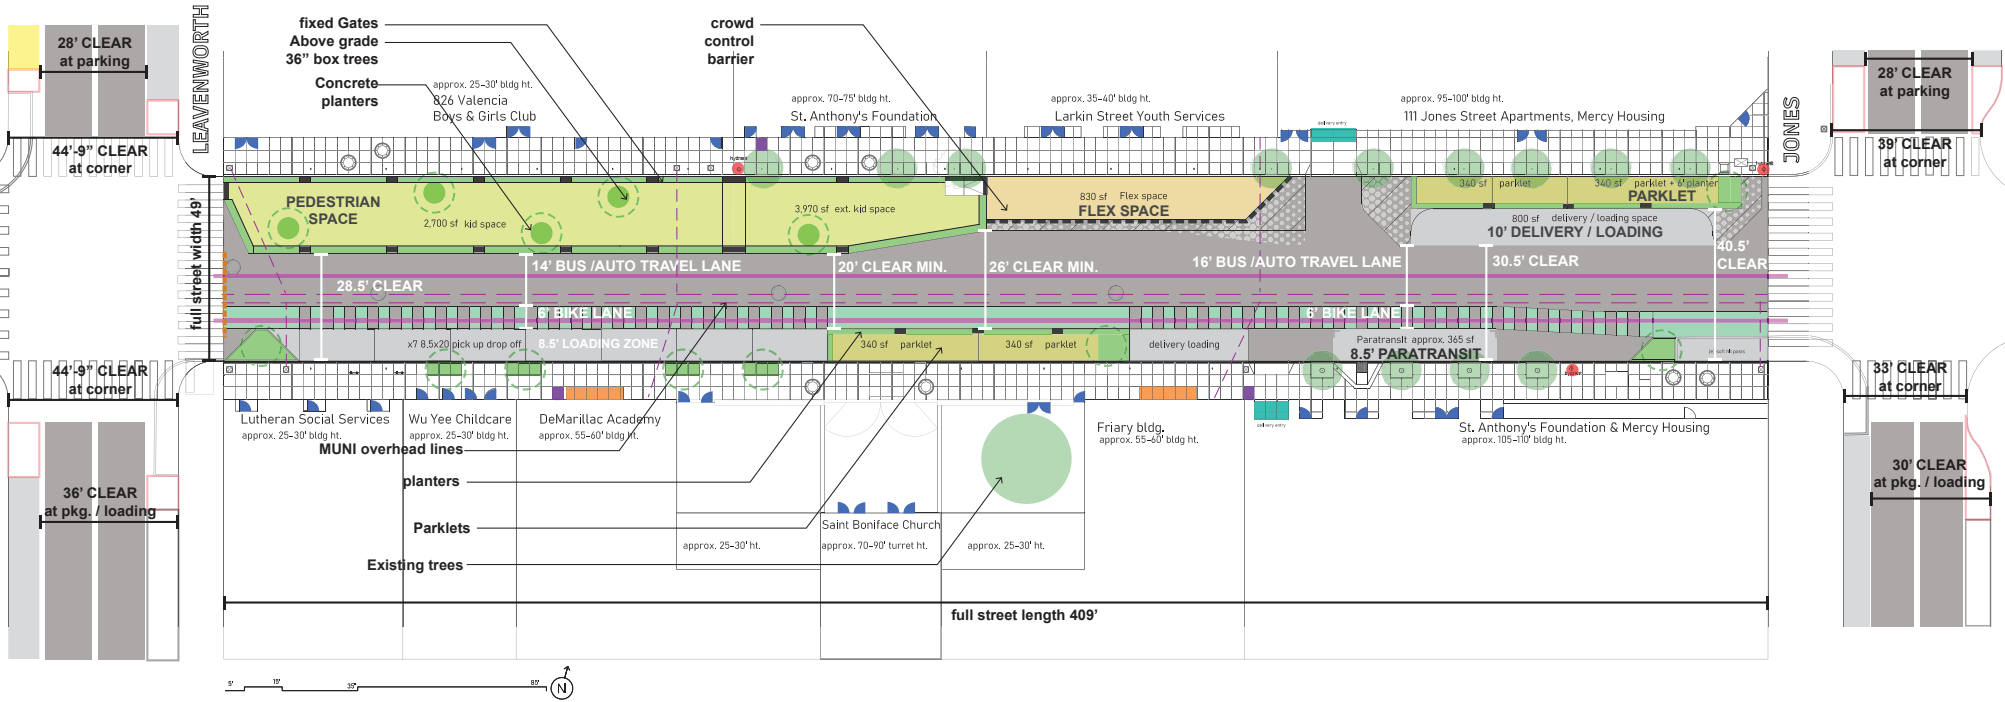 LEAVENWORTH
JONES
28’ CLEAR
at parking
44’-9” CLEAR
at corner
fixed Gates
Above grade
36” box trees
Concrete
planters
crowd
control
barrier
approx. 25-30' bldg ht.
826 Valencia
Boys & Girls Club
approx. 70-75' bldg ht.
St. Anthony's Foundation
approx. 35-40' bldg ht.
Larkin Street Youth Services
approx. 95-100' bldg ht.
111 Jones Street Apartments, Mercy Housing
delivery entry
28’ CLEAR
at parking
39’ CLEAR
at corner
full street width 49’
PEDESTRIAN
SPACE
2,700 sf kid space
3,970 sf ext. kid space
830 sf Flex space
FLEX SPACE
340 sf parklet
340 sf parklet + 6' planter
PARKLET
800 sf delivery / loading space
10’ DELIVERY / LOADING
14’ BUS /AUTO TRAVEL LANE
20’ CLEAR MIN.
26’ CLEAR MIN.
16’ BUS /AUTO TRAVEL LANE
30.5’ CLEAR
40.5’
CLEAR
28.5’ CLEAR
6’ BIKE LANE
6’ BIKE LANE
x7 8.5x20 pick up drop off
8.5’ LOADING ZONE
340 sf parklet
340 sf parklet
delivery loading
Paratransit approx. 365 sf
8.5’ PARATRANSIT
44’-9” CLEAR
at corner
33’ CLEAR
at corner
Lutheran Social Services
approx. 25-30' bldg ht.
Wu Yee Childcare
approx. 25-30' bldg ht.
DeMarillac Academy
approx. 55-60' bldg ht.
Friary bldg.
approx. 55-60' bldg ht.
delivery entry
St. Anthony's Foundation & Mercy Housing
approx. 105-110' bldg ht.
MUNI overhead lines
planters
Parklets
Existing trees
Saint Boniface Church
approx. 25-30' ht.
approx. 70-90' turret ht.
approx. 25-30' ht.
36’ CLEAR
at pkg. / loading
30’ CLEAR
at pkg. / loading
full street length 409’
5'
15'
35'
85'
N